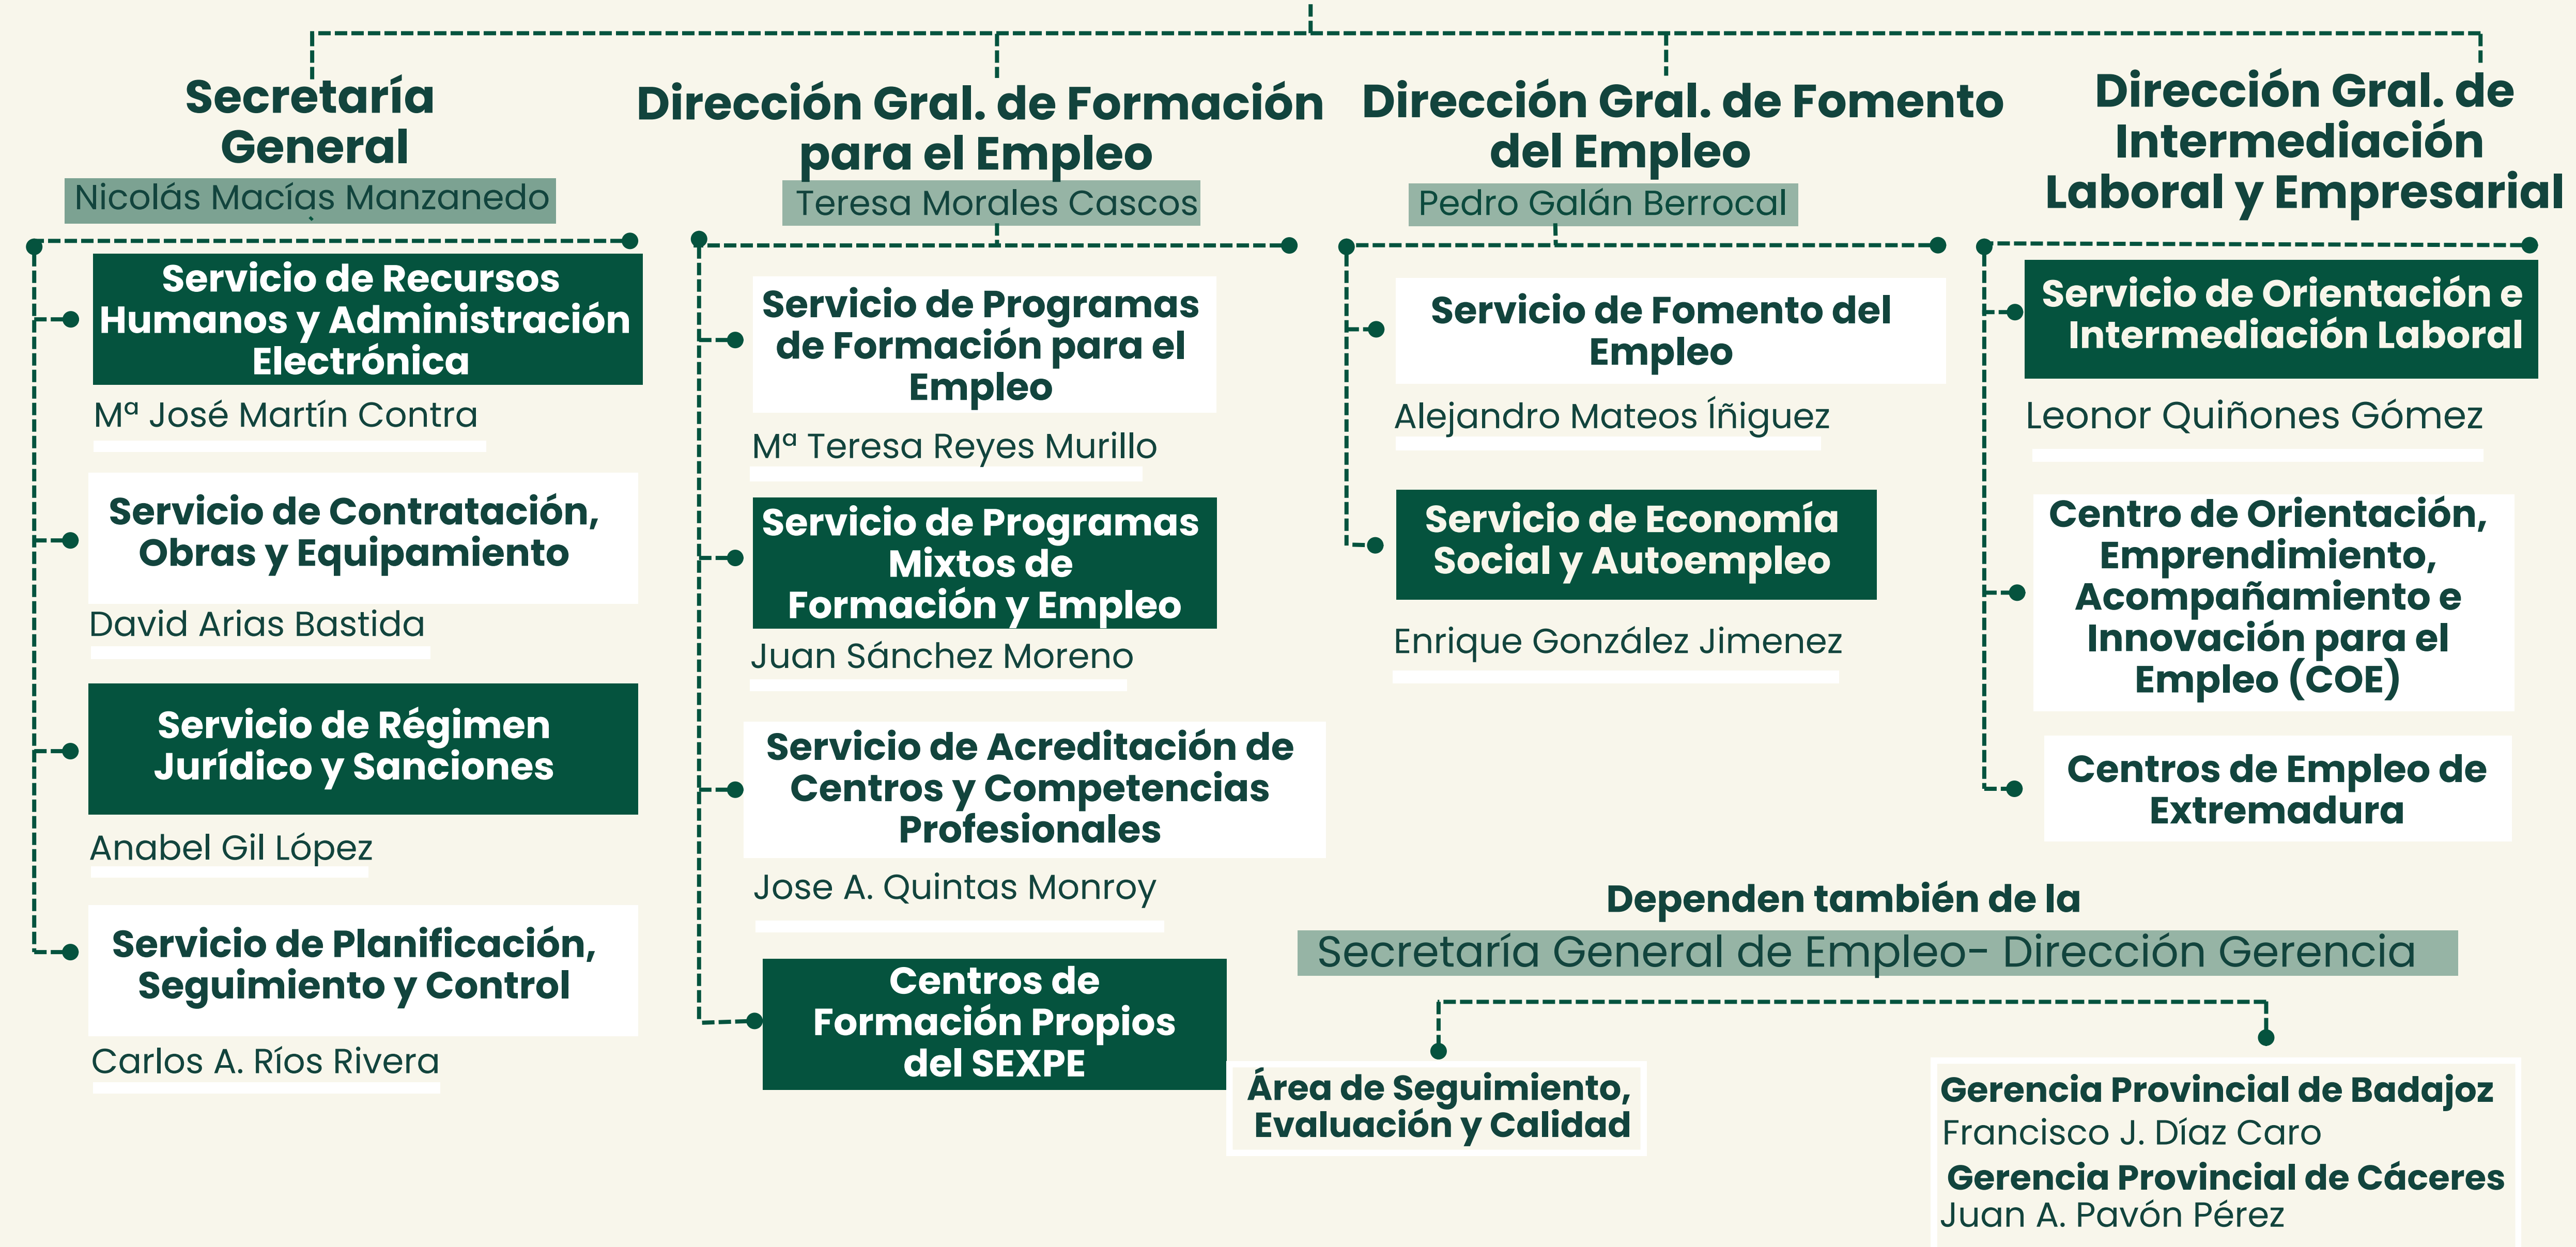 Secretaría
General
Nicolás Macías Manzanedo
Servicio de Recursos
Humanos y Administración
Electrónica
Mª José Martín Contra
Servicio de Contratación,
Obras y Equipamiento
David Arias Bastida
Servicio de Régimen
Jurídico y Sanciones
Anabel Gil López
Servicio de Planificación,
Seguimiento y Control
Carlos A. Ríos Rivera
Dirección Gral. de Formación
para el Empleo
Teresa Morales Cascos
Servicio de Programas
de Formación para el
Empleo
Mª Teresa Reyes Murillo
Servicio de Programas
Mixtos de
Formación y Empleo
Juan Sánchez Moreno
Servicio de Acreditación de
Centros y Competencias
Profesionales
Jose A. Quintas Monroy
Centros de
Formación Propios
del SEXPE
Dirección Gral. de Fomento
del Empleo
Pedro Galán Berrocal
Servicio de Fomento del
Empleo
Alejandro Mateos Íñiguez
Servicio de Economía
Social y Autoempleo
Enrique González Jimenez
Dirección Gral. de
Intermediación
Laboral y Empresarial
Servicio de Orientación e
Intermediación Laboral
Leonor Quiñones Gómez
Centro de Orientación,
Emprendimiento,
Acompañamiento e
Innovación para el
Empleo (COE)
Centros de Empleo de
Extremadura
Dependen también de la
Secretaría General de Empleo- Dirección Gerencia
Área de Seguimiento,
Evaluación y Calidad
Gerencia Provincial de Badajoz
Francisco J. Díaz Caro
Gerencia Provincial de Cáceres
Juan A. Pavón Pérez